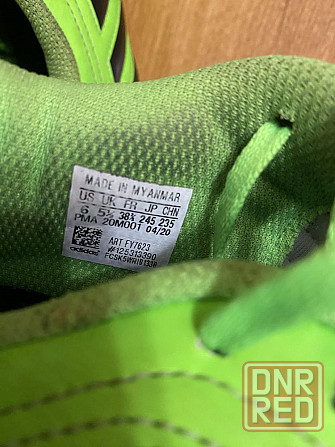 MADE IN MYANMAR
US UK FR JP CHN
6 5½ 38⅔ 245 235
PMA 20M001 04/20
ART FY7623
#125313390
adidas
DNR
RED